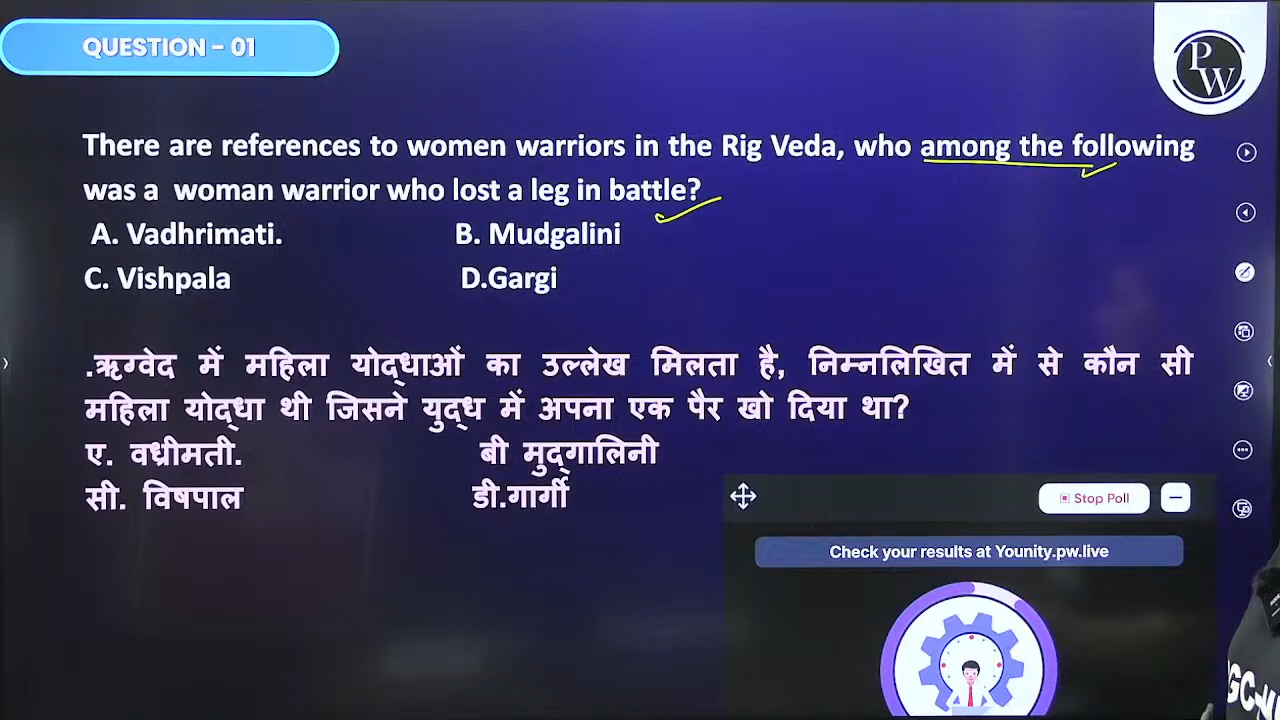 QUESTION – 01
PW
There are references to women warriors in the Rig Veda, who among the following
was a woman warrior who lost a leg in battle?
A. Vadhrimati. B. Mudgalini
C. Vishpala D.Gargi
.ऋग्वेद में महिला योद्धाओं का उल्लेख मिलता है, निम्नलिखित में से कौन सी
महिला योद्धा थी जिसने युद्ध में अपना एक पैर खो दिया था?
ए. वध्रीमती. बी मुद्गालिनी
सी. विषपाल डी.गार्गी
Stop Poll
Check your results at Younity.pw.live